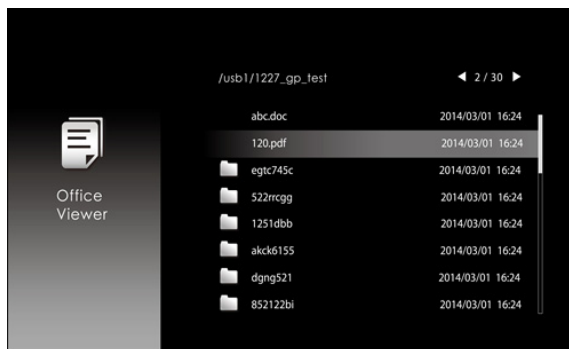 /usb1/1227_gp_test ◀ 2 / 30 ▶
abc.doc 2014/03/01 16:24
120.pdf 2014/03/01 16:24
egtc745c 2014/03/01 16:24
522rrcgg 2014/03/01 16:24
1251dbb 2014/03/01 16:24
akck6155 2014/03/01 16:24
dgng521 2014/03/01 16:24
852122bi 2014/03/01 16:24
Office
Viewer